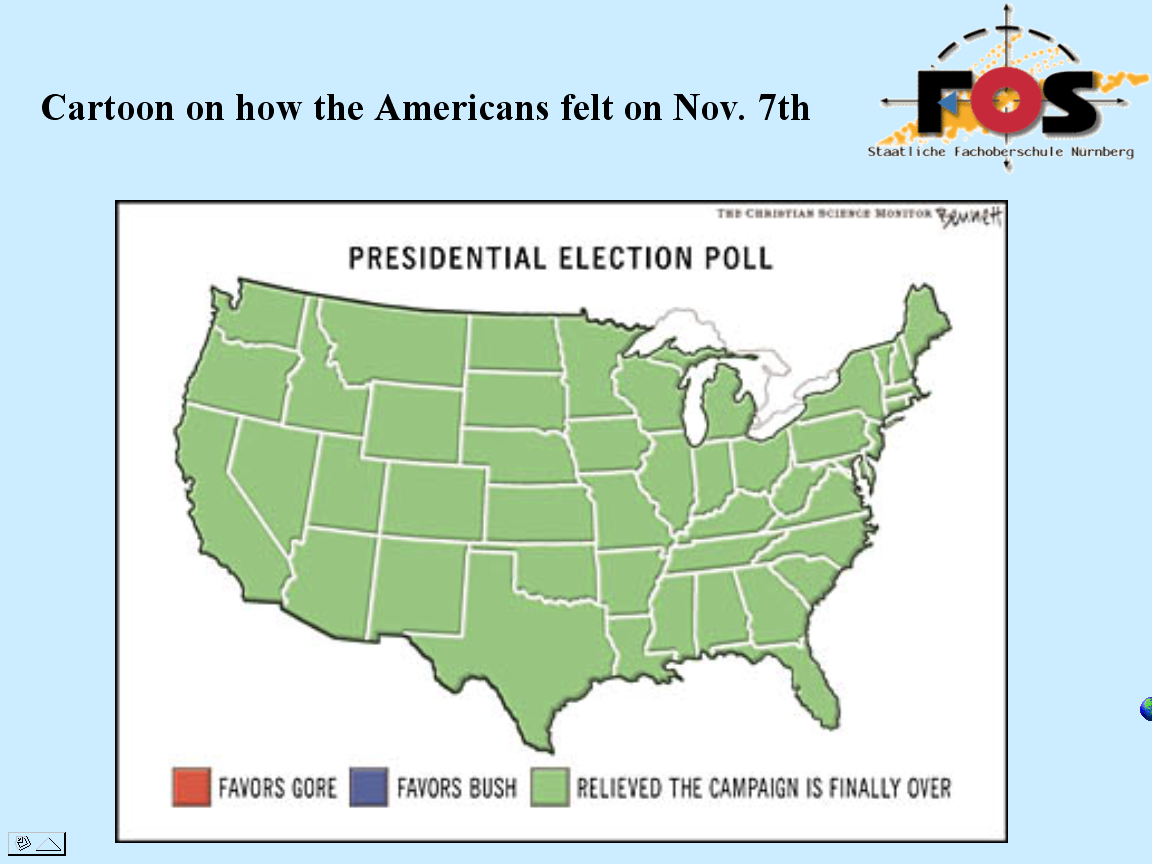 Cartoon on how the Americans felt on Nov. 7th
FOS
Staatliche Fachoberschule Nürnberg
THE CHRISTIAN SCIENCE MONITOR Bennett
PRESIDENTIAL ELECTION POLL
FAVORS GORE FAVORS BUSH RELIEVED THE CAMPAIGN IS FINALLY OVER